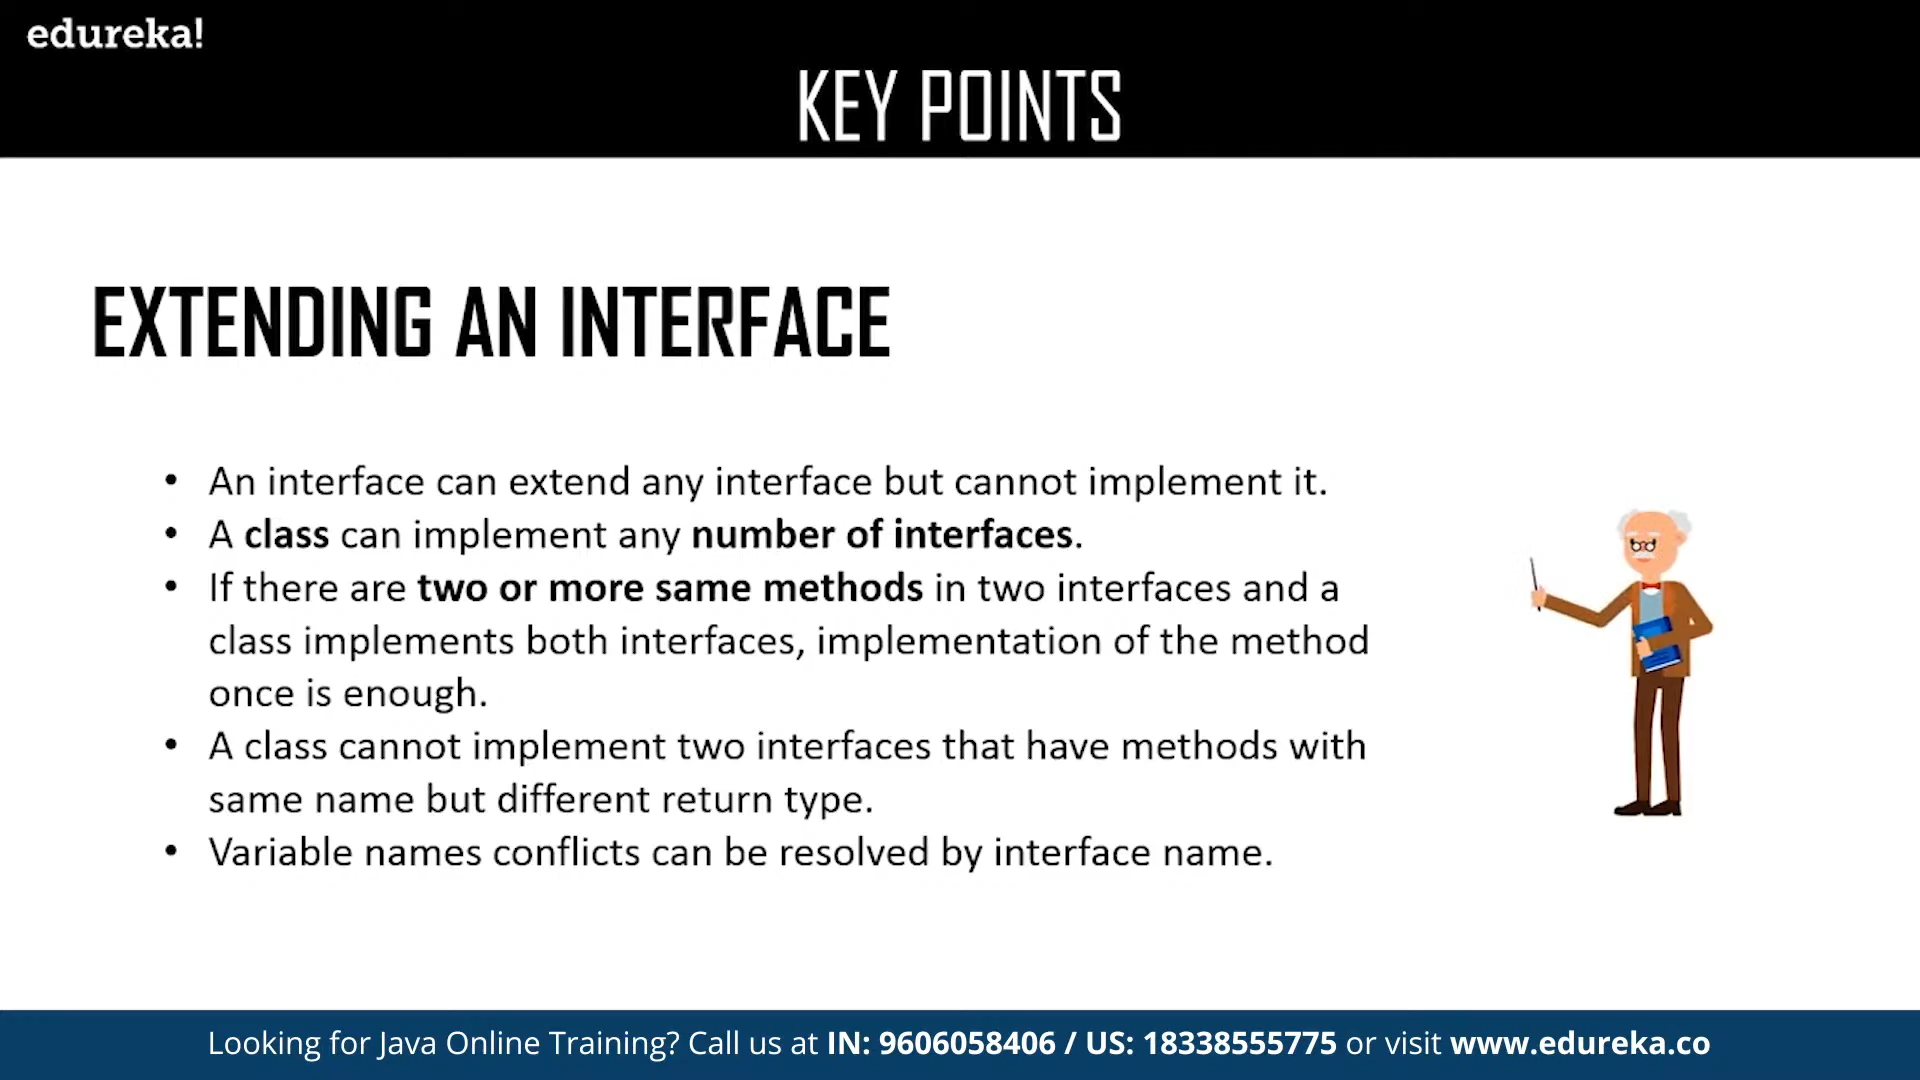 edureka!
KEY POINTS
EXTENDING AN INTERFACE
• An interface can extend any interface but cannot implement it.
• A class can implement any number of interfaces.
• If there are two or more same methods in two interfaces and a
class implements both interfaces, implementation of the method
once is enough.
• A class cannot implement two interfaces that have methods with
same name but different return type.
• Variable names conflicts can be resolved by interface name.
Looking for Java Online Training? Call us at IN: 9606058406 / US: 18338555775 or visit www.edureka.co